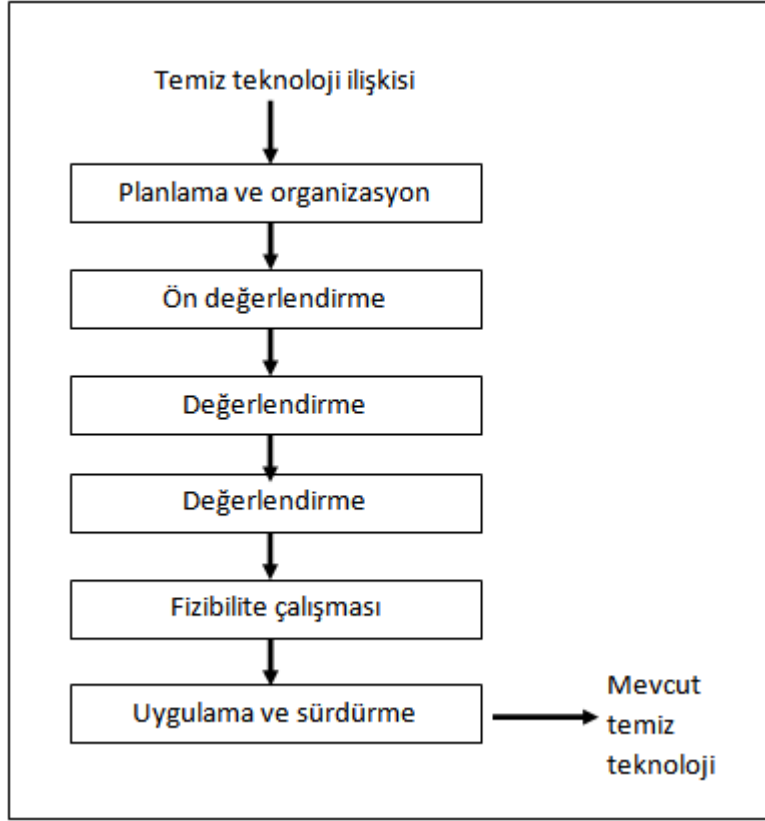 Temiz teknoloji ilişkisi
Planlama ve organizasyon
Ön değerlendirme
Değerlendirme
Değerlendirme
Fizibilite çalışması
Uygulama ve sürdürme
Mevcut
temiz
teknoloji